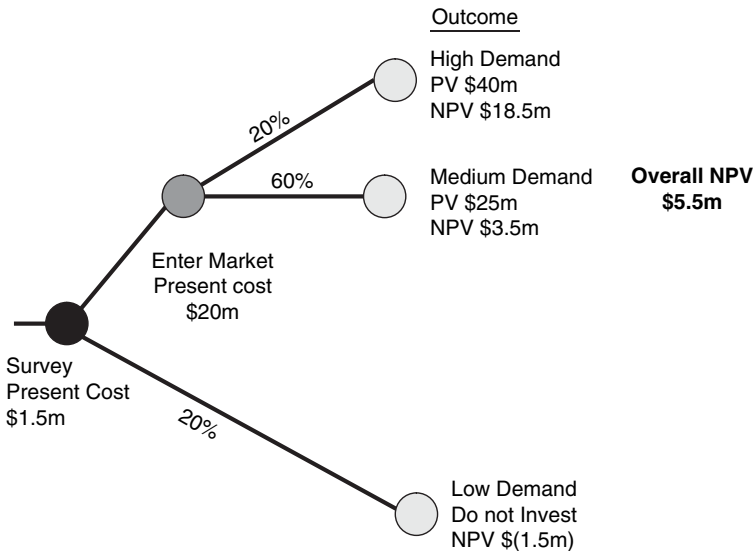 Outcome
High Demand
PV $40m
NPV $18.5m
20%
60%
Medium Demand
PV $25m
NPV $3.5m
Overall NPV
$5.5m
Enter Market
Present cost
$20m
Survey
Present Cost
$1.5m
20%
Low Demand
Do not Invest
NPV $(1.5m)